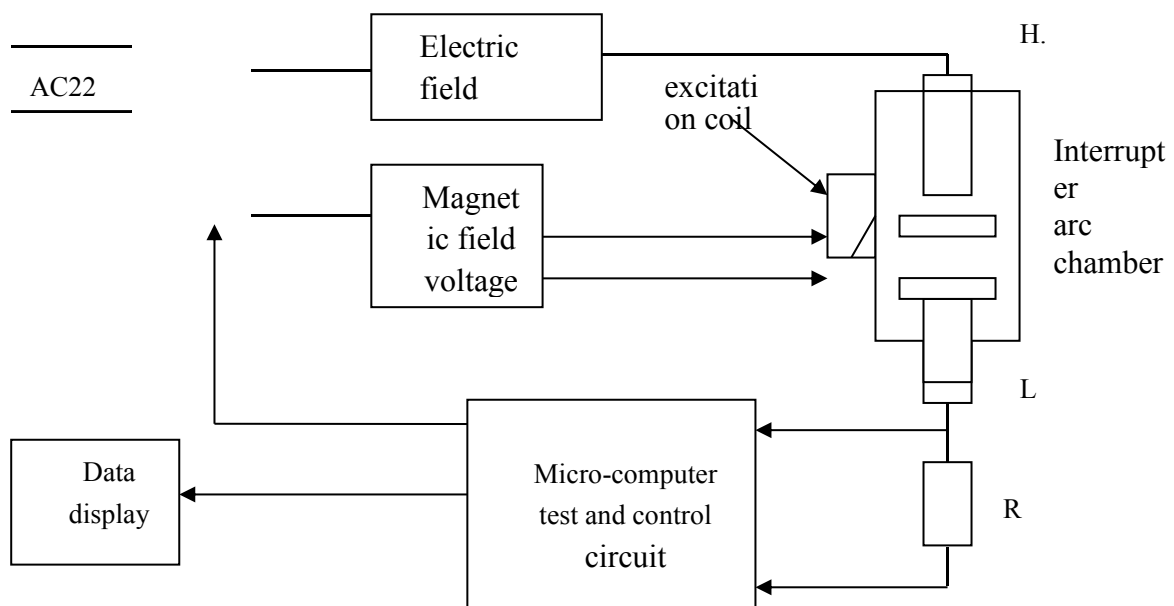 H.
Electric
field
AC22
excitati
on coil
Interrupt
er
arc
chamber
Magnet
ic field
voltage
L
Data
display
Micro-computer
test and control
circuit
R